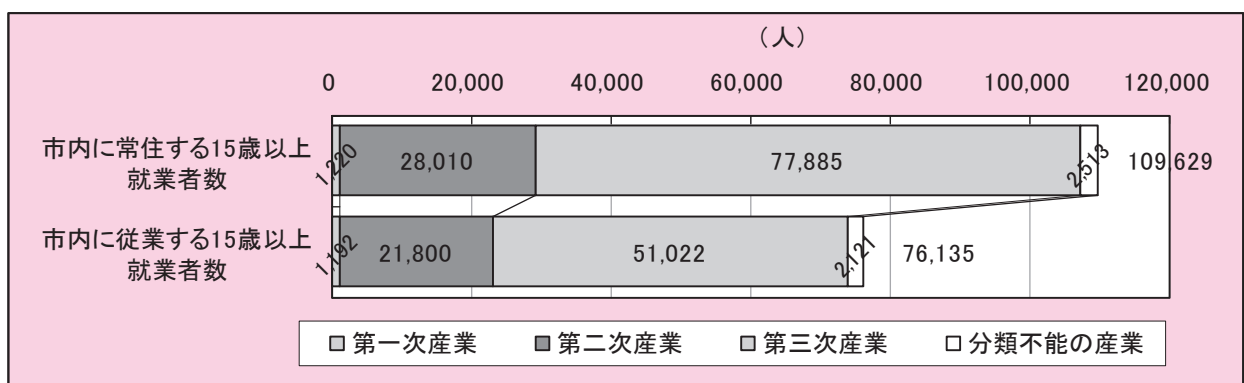 （人）
0 20,000 40,000 60,000 80,000 100,000 120,000
市内に常住する15歳以上
就業者数
1,220 28,010 77,885 2,513 109,629
市内に従業する15歳以上
就業者数
1,192 21,800 51,022 2,121 76,135
第一次産業 第二次産業 第三次産業 分類不能の産業